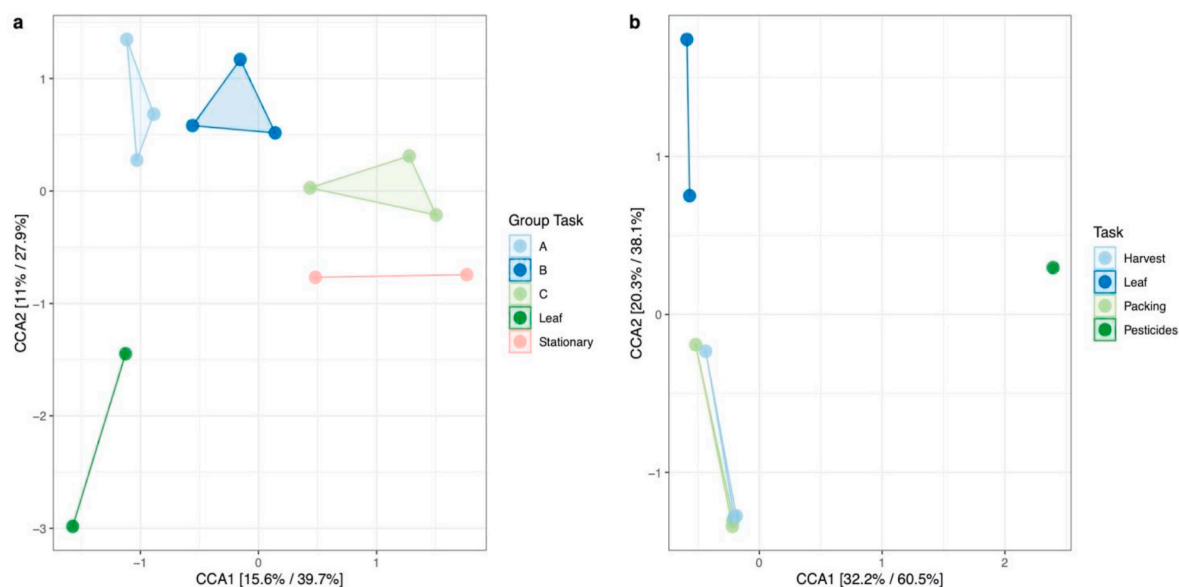 a
CCA2 [11% / 27.9%]
1
0
−1
−2
−3
−1
0
1
CCA1 [15.6% / 39.7%]
Group Task
A
B
C
Leaf
Stationary
b
CCA2 [20.3% / 38.1%]
1
0
−1
0
1
2
CCA1 [32.2% / 60.5%]
Task
Harvest
Leaf
Packing
Pesticides